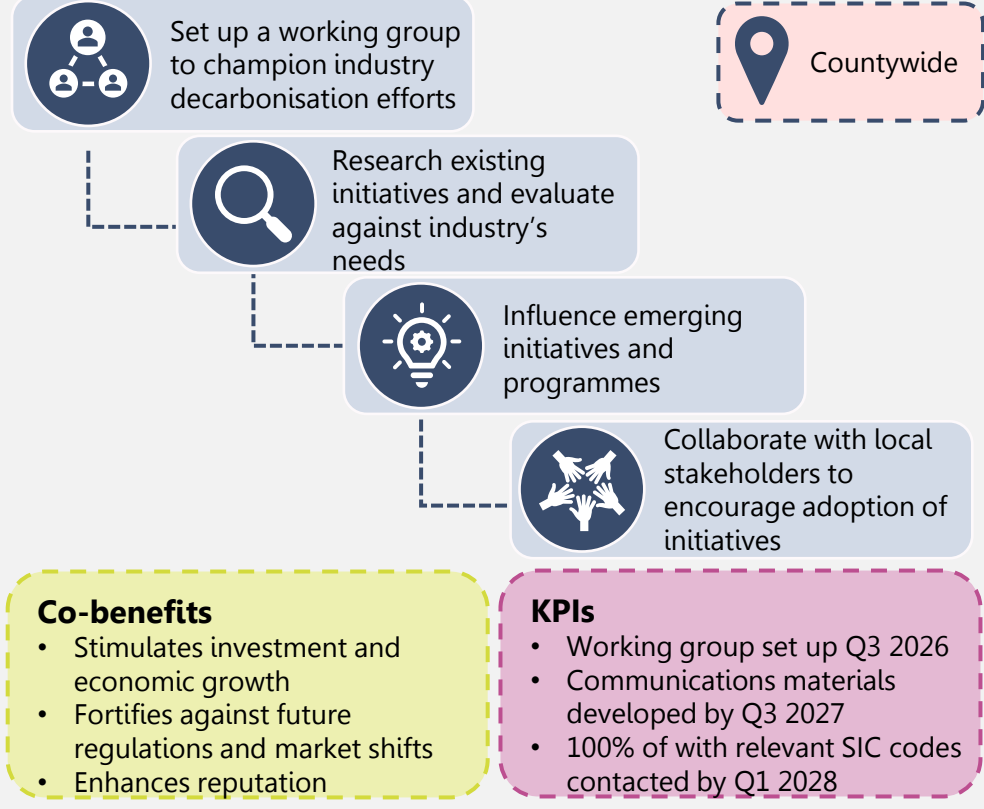 Set up a working group
to champion industry
decarbonisation efforts
Countywide
Research existing
initiatives and evaluate
against industry’s
needs
Influence emerging
initiatives and
programmes
Collaborate with local
stakeholders to
encourage adoption of
initiatives
Co-benefits
• Stimulates investment and
economic growth
• Fortifies against future
regulations and market shifts
• Enhances reputation
KPIs
• Working group set up Q3 2026
• Communications materials
developed by Q3 2027
• 100% of with relevant SIC codes
contacted by Q1 2028